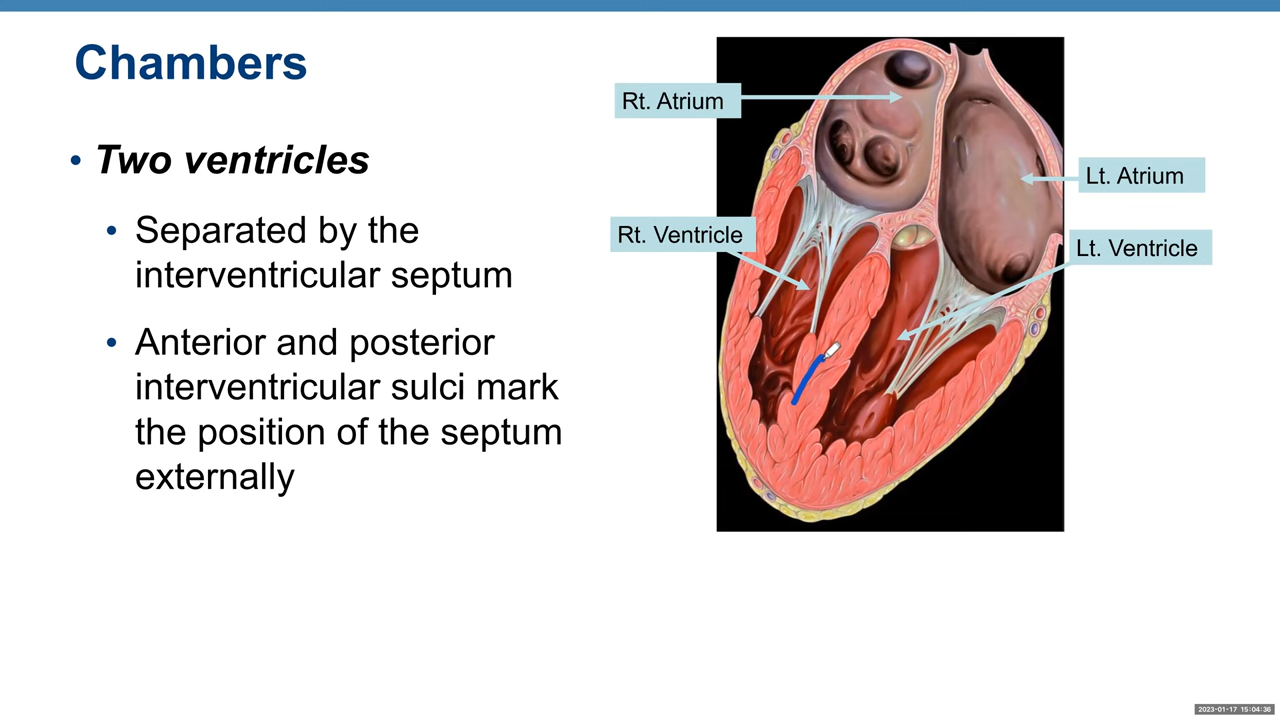 Chambers
• Two ventricles
• Separated by the
interventricular septum
• Anterior and posterior
interventricular sulci mark
the position of the septum
externally
Rt. Atrium
Lt. Atrium
Rt. Ventricle
Lt. Ventricle
2023-01-17 15:04:36